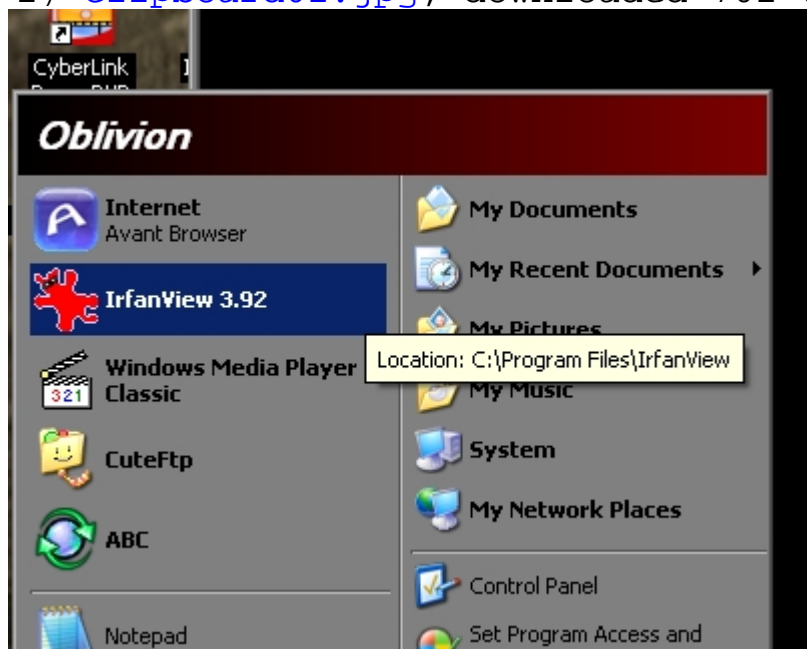 CyberLink
Oblivion
Internet
Avant Browser
IrfanView 3.92
Windows Media Player
Classic
321
CuteFtp
ABC
Notepad
My Documents
My Recent Documents
My Pictures
Location: C:\Program Files\IrfanView
My Music
System
My Network Places
Control Panel
Set Program Access and